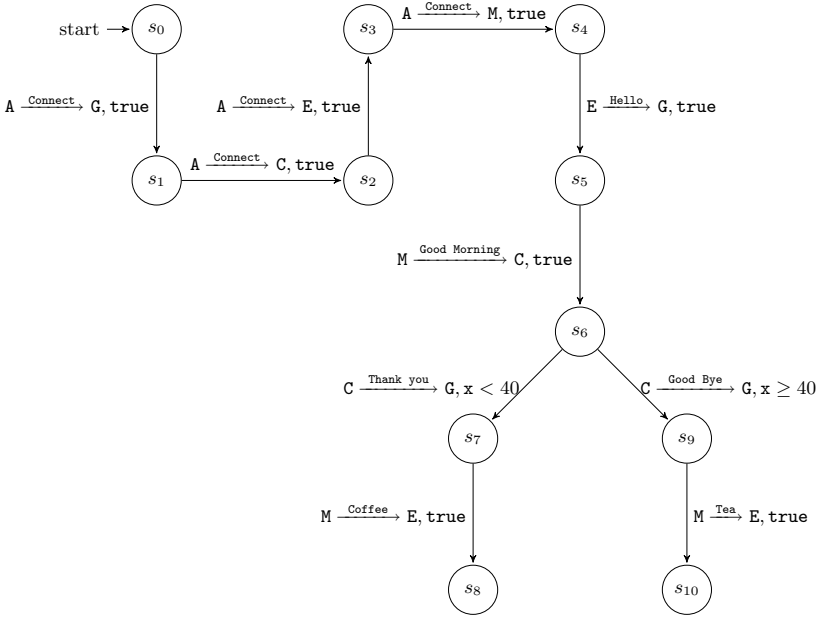 A Connect M, true
start s0 s3 s4
A Connect G, true A Connect E, true E Hello G, true
A Connect C, true
s1 s2 s5
M Good Morning C, true
s6
C Thank you G, x < 40 C Good Bye G, x ≥ 40
s7 s9
M Coffee E, true M Tea E, true
s8 s10